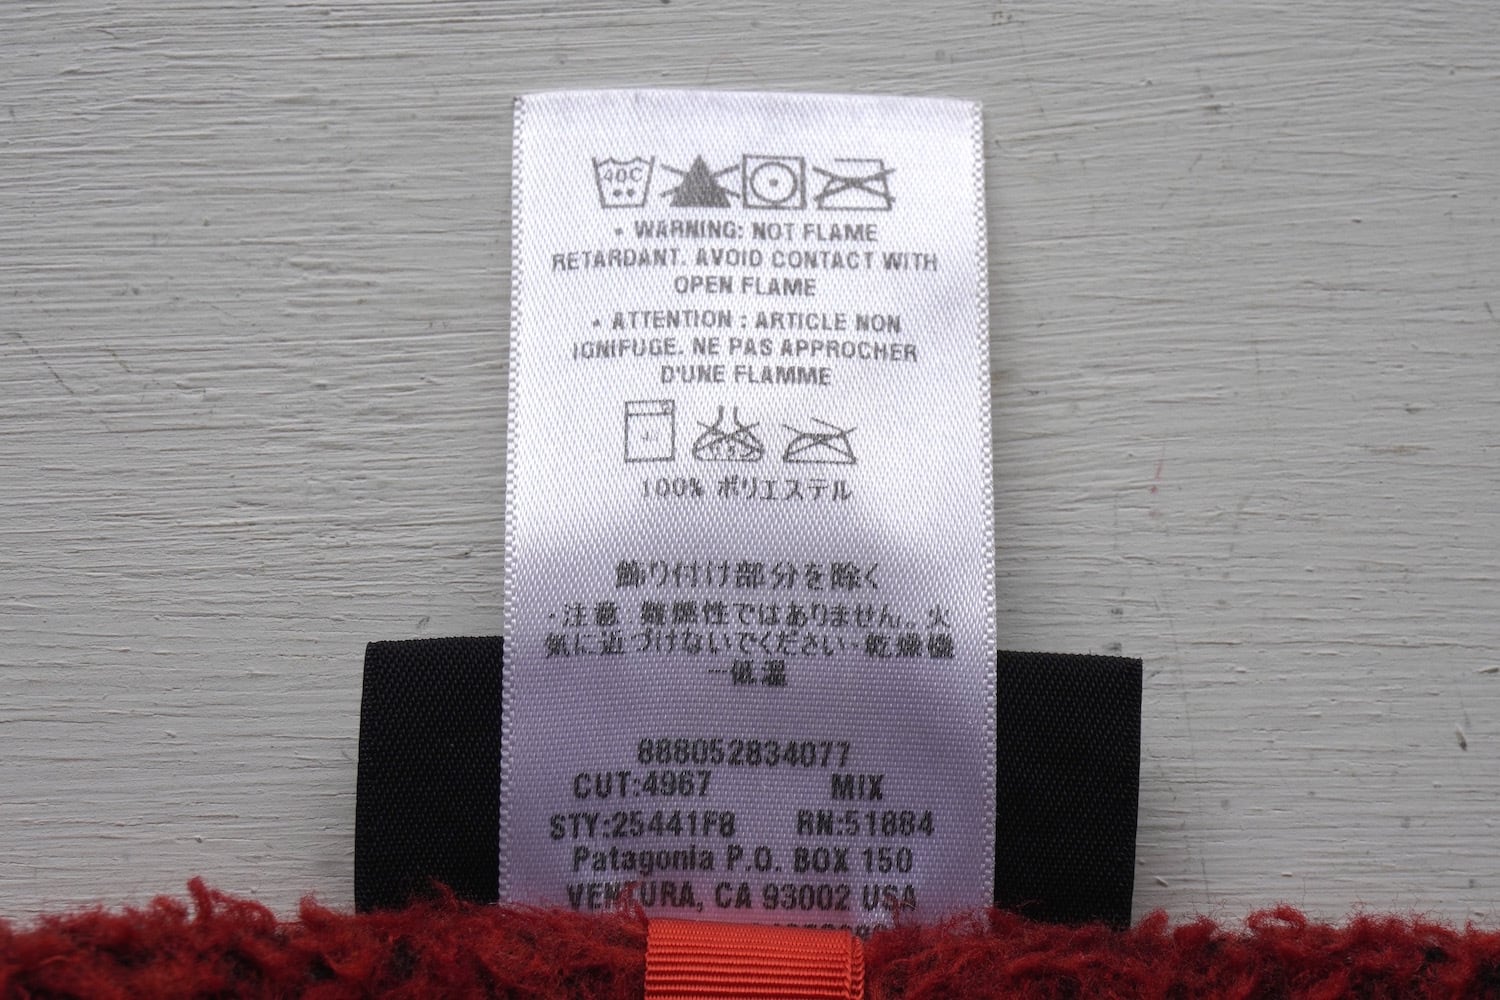 40C
• WARNING: NOT FLAME
RETARDANT. AVOID CONTACT WITH
OPEN FLAME
• ATTENTION : ARTICLE NON
IGNIFUGE. NE PAS APPROCHER
D'UNE FLAMME
100% ポリエステル
飾り付け部分を除く
・注意 難燃性ではありません。火
気に近づけないでください・乾燥機
ー低温
888052834077
CUT:4967 MIX
STY:25441F8 RN:51884
Patagonia P.O. BOX 150
VENTURA, CA 93002 USA